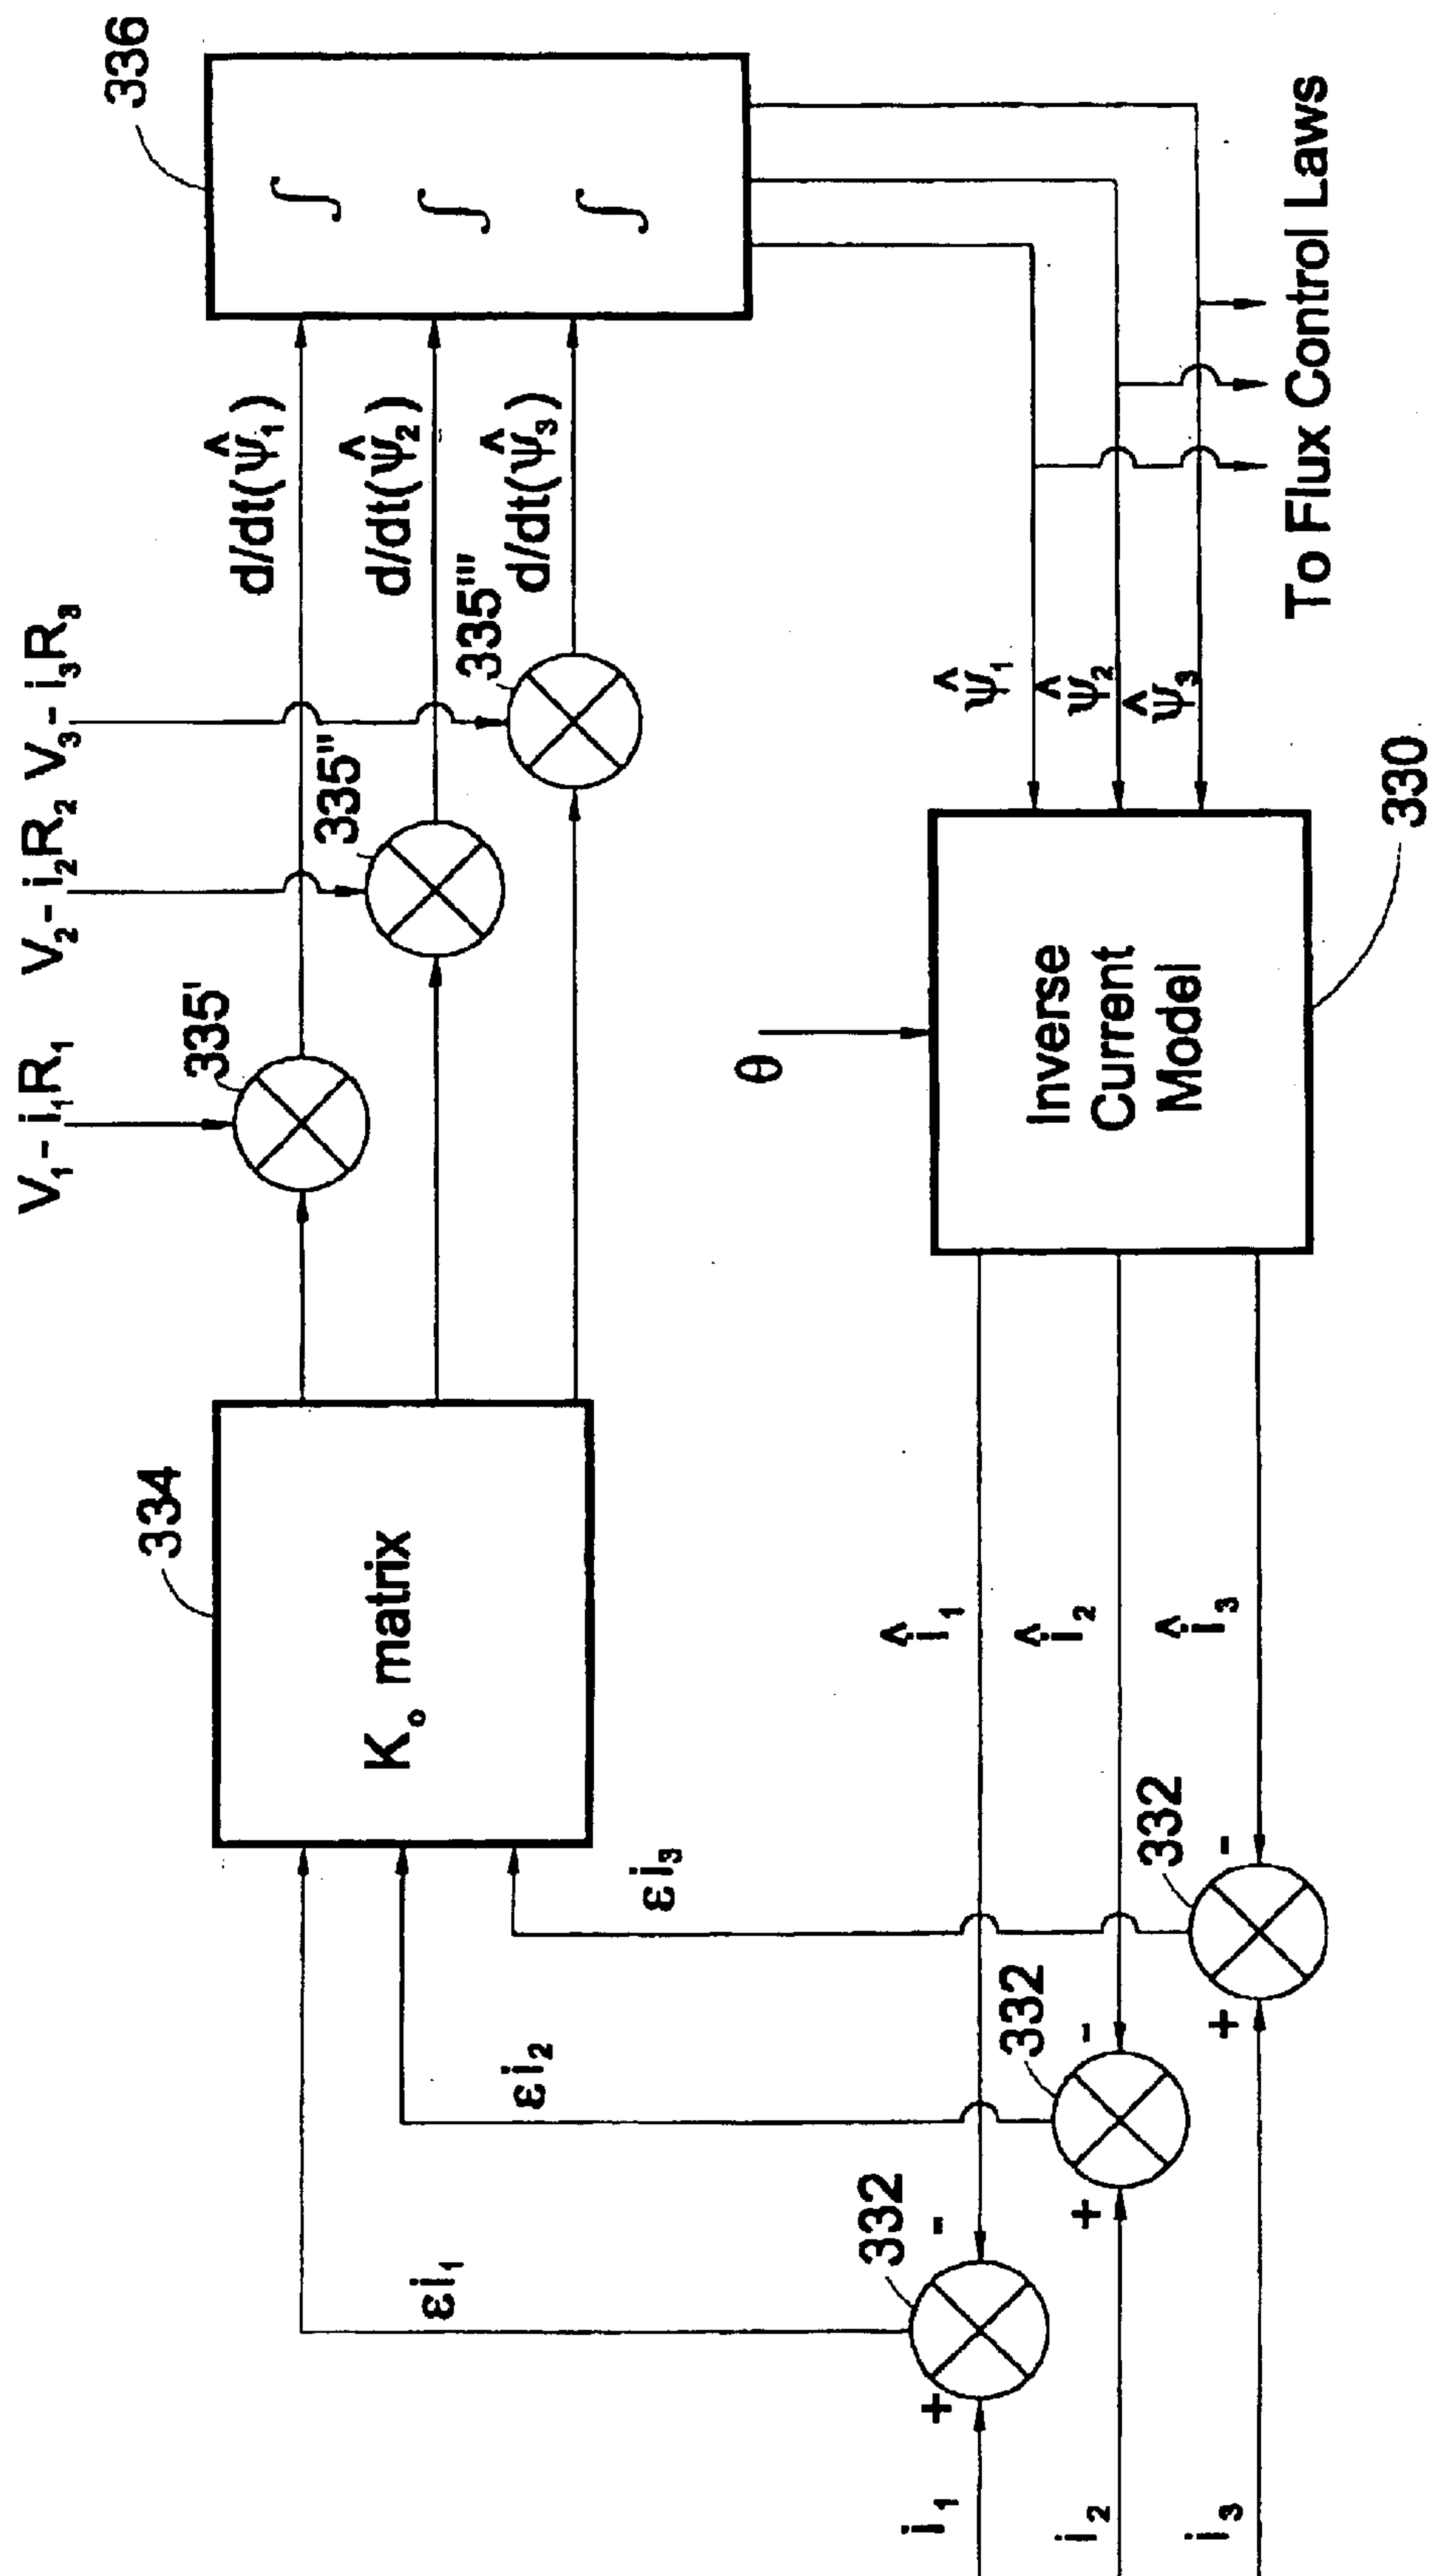 V₁ – i₁R₁
V₂ – i₂R₂
V₃ – i₃R₃
336
334
335'
335"
335'''
d/dt(ψ̂₁)
d/dt(ψ̂₂)
d/dt(ψ̂₃)
∫
∫
∫
K₀ matrix
εi₁
εi₂
εi₃
θ
Inverse
Current
Model
330
ψ̂₁
ψ̂₂
ψ̂₃
To Flux Control Laws
î₁
î₂
î₃
332
332
332
+
-
+
-
+
-
i₁
i₂
i₃